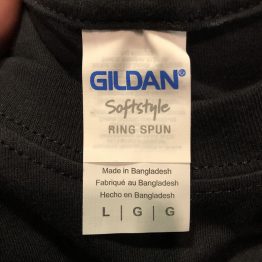 GILDAN®
Softstyle
RING SPUN
Made in Bangladesh
Fabriqué au Bangladesh
Hecho en Bangladesh
L | G | G